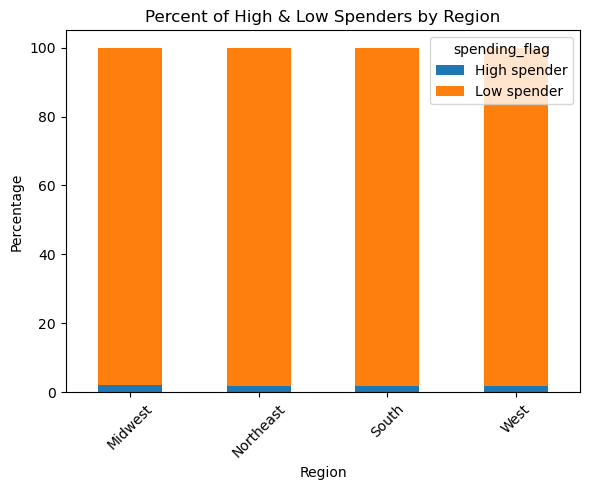 Percent of High & Low Spenders by Region
100
80
60
40
20
0
Percentage
spending_flag
High spender
Low spender
Midwest
Northeast
South
West
Region